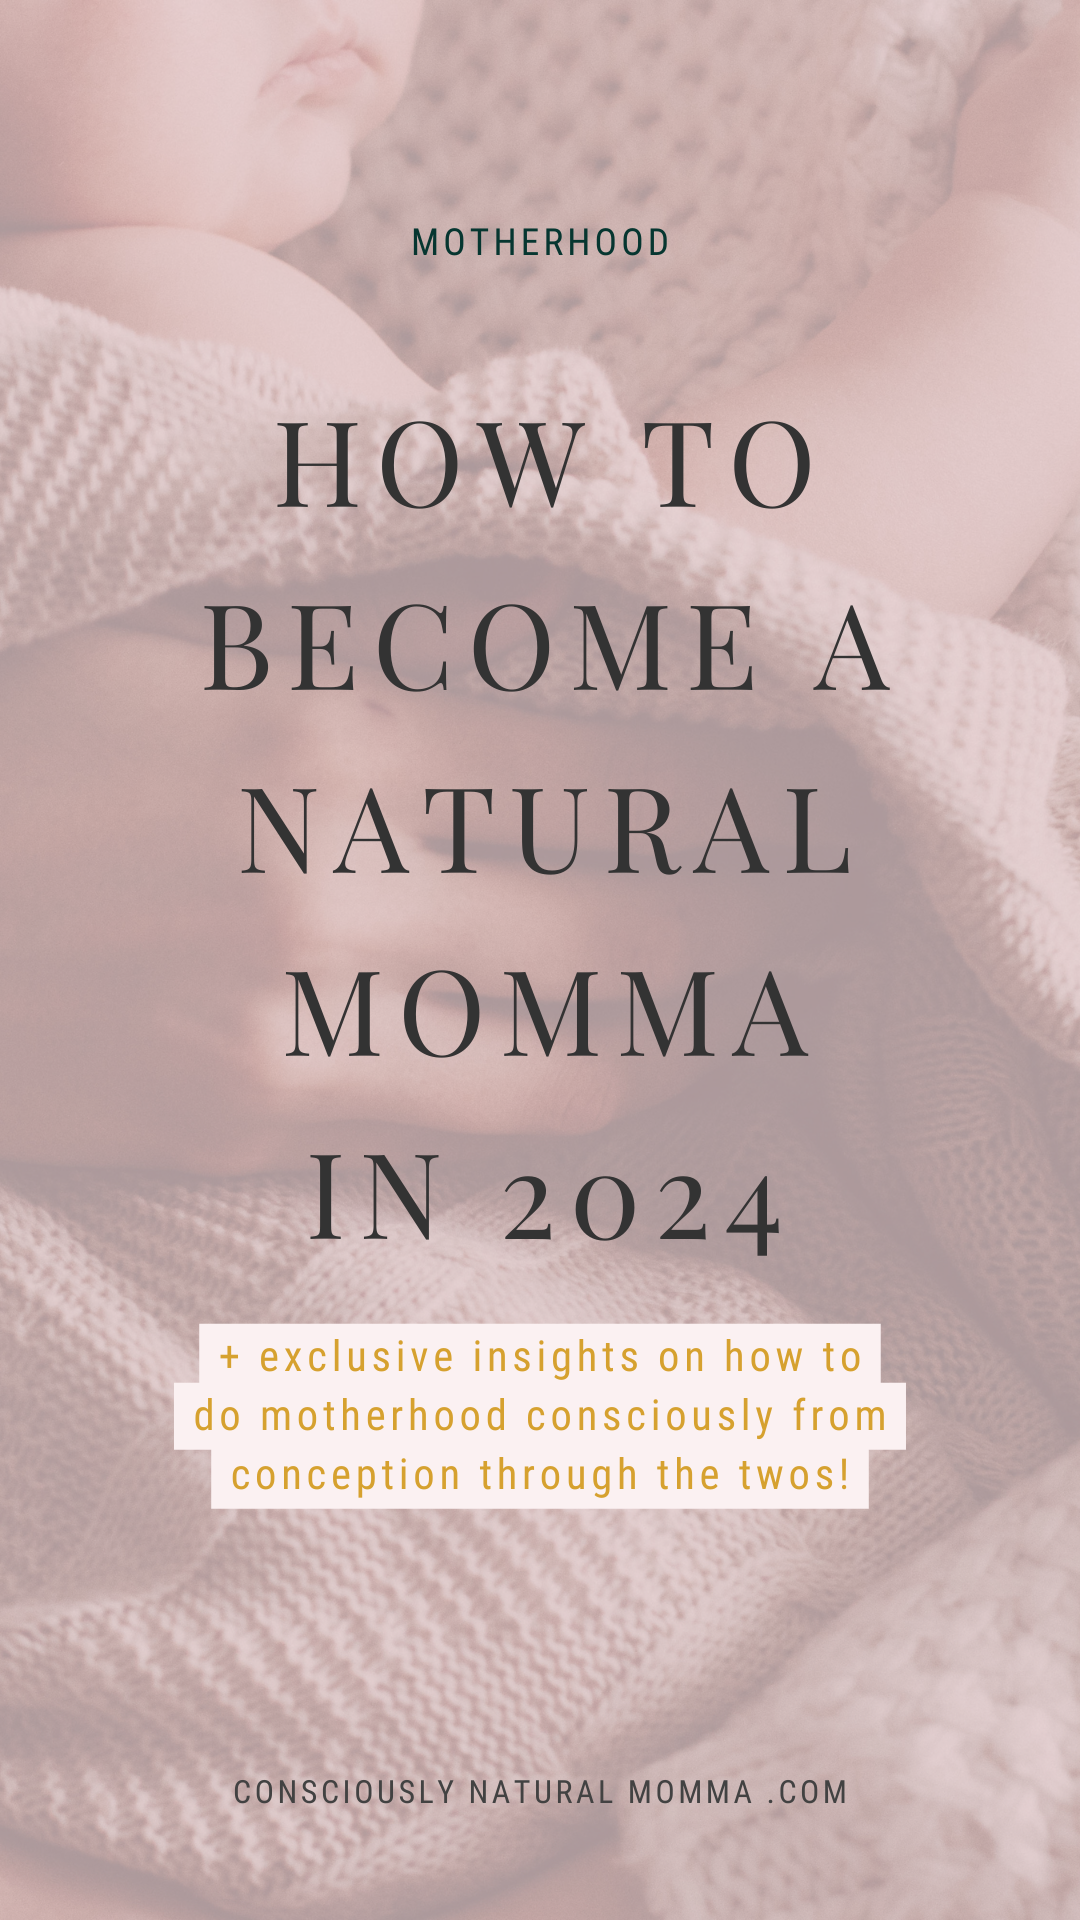 MOTHERHOOD
HOW TO
BECOME A
NATURAL
MOMMA
IN 2024
+ exclusive insights on how to
do motherhood consciously from
conception through the twos!
CONSCIOUSLY NATURAL MOMMA .COM